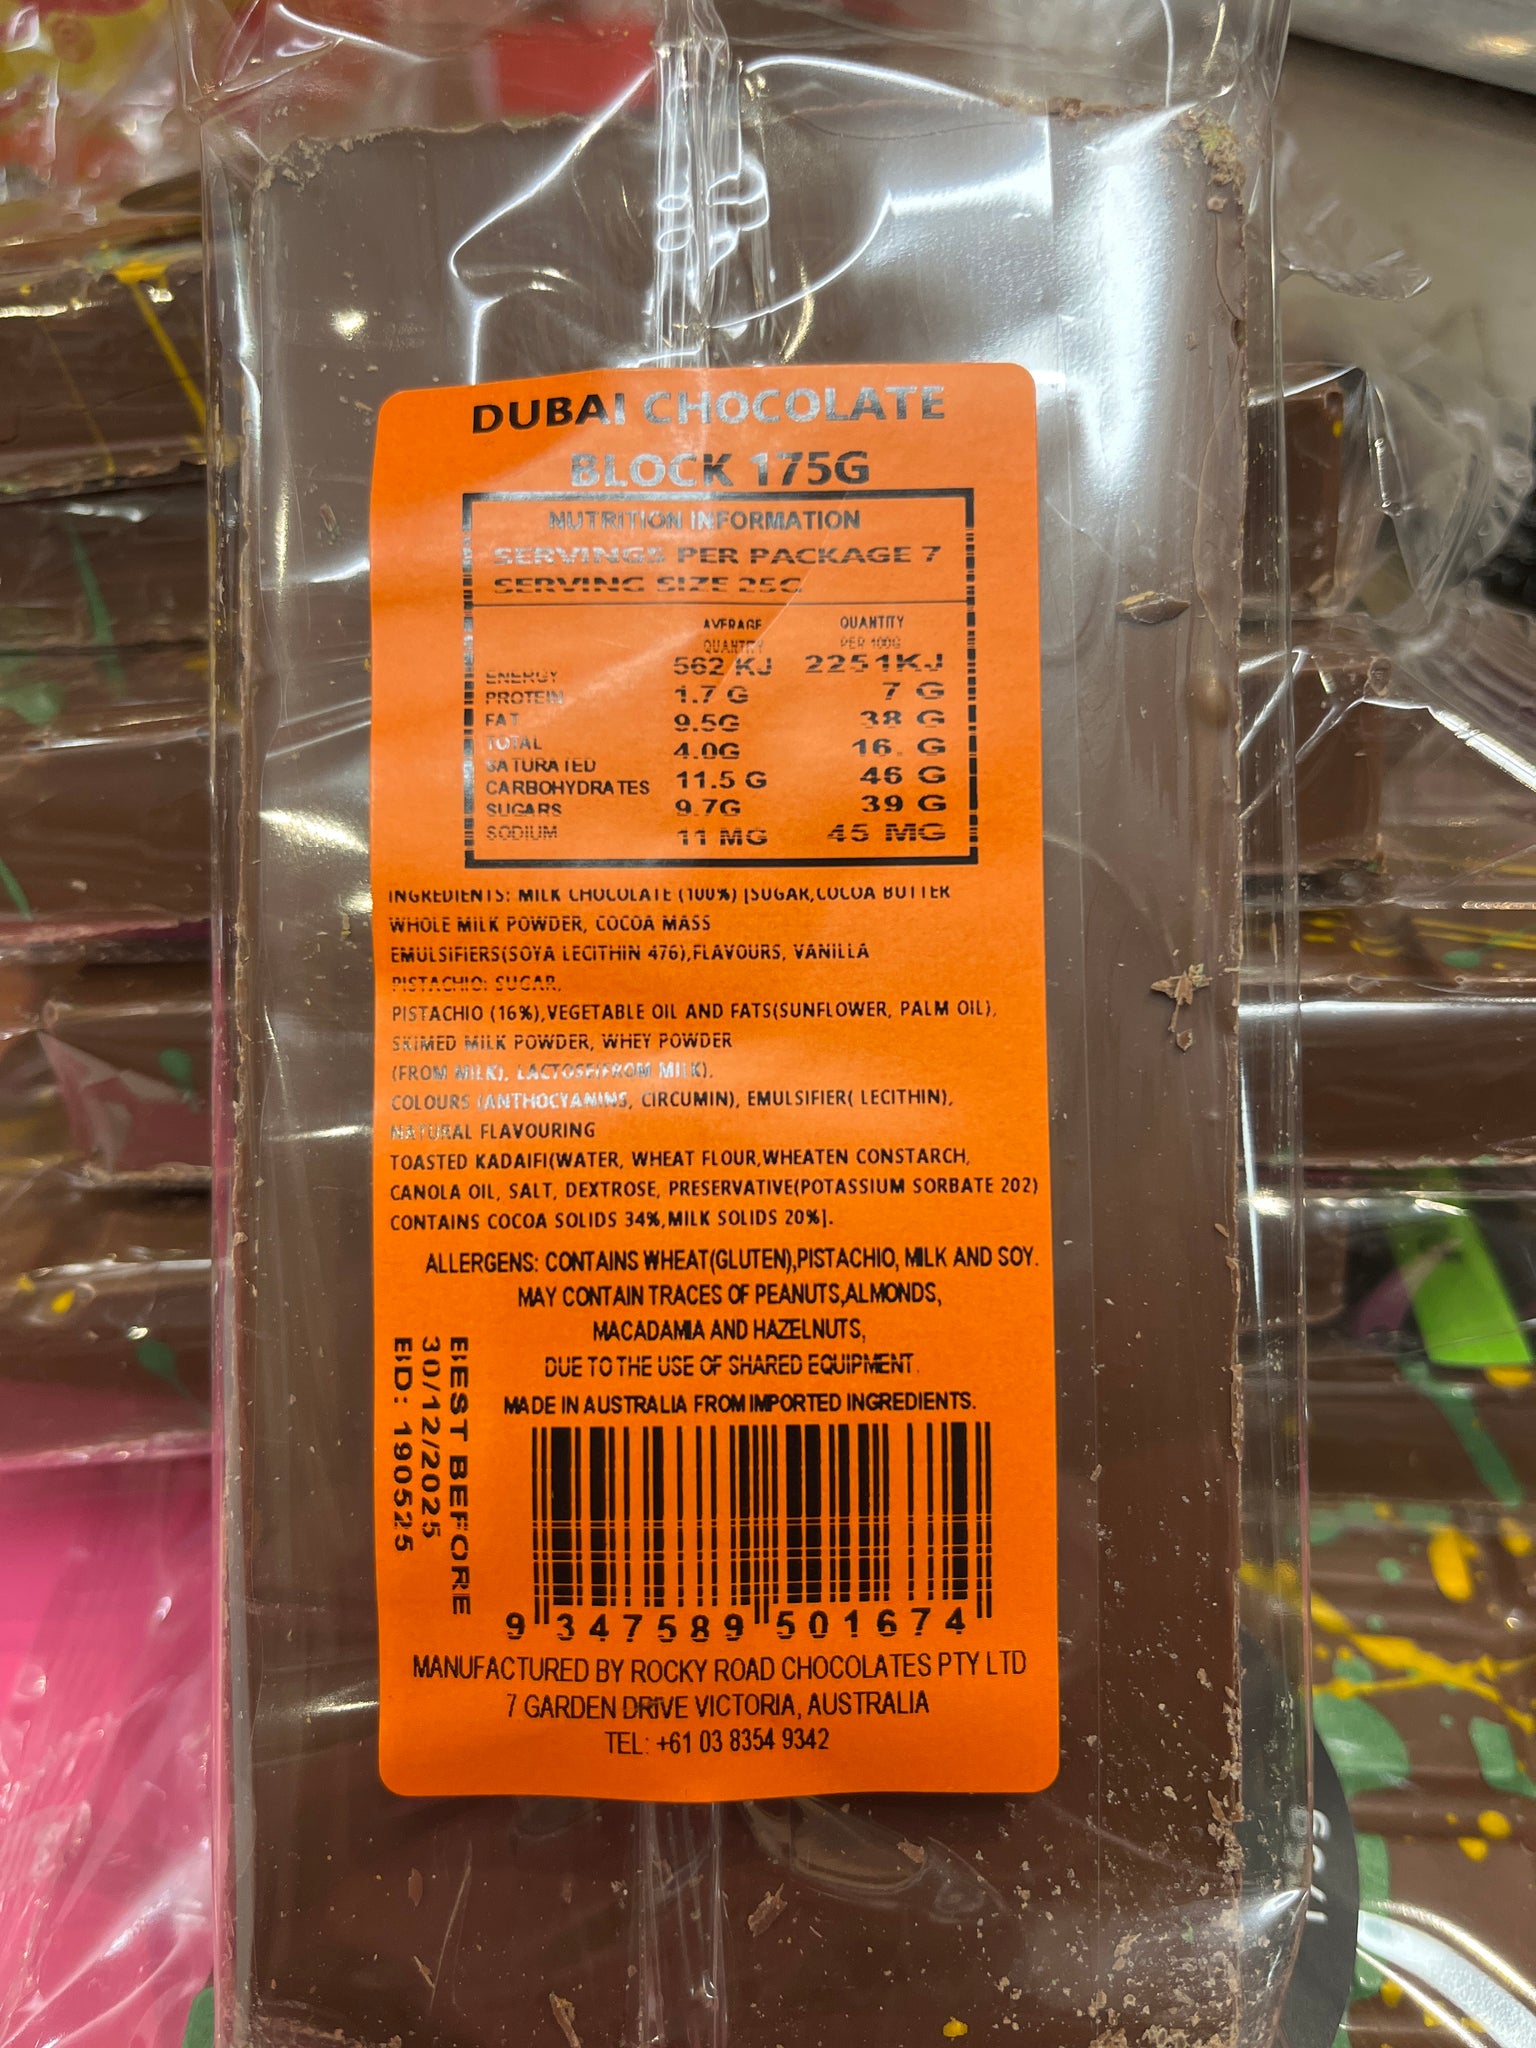 DUBAI CHOCOLATE
BLOCK 175G
NUTRITION INFORMATION
SERVINGS PER PACKAGE 7
SERVING SIZE 25G
AVERAGE QUANTITY
QUANTITY PER 100G
ENERGY 562 KJ 2251KJ
PROTEIN 1.7 G 7 G
FAT 9.5G 38 G
TOTAL 4.0G 16. G
SATURATED
CARBOHYDRATES 11.5 G 46 G
SUGARS 9.7G 39 G
SODIUM 11 MG 45 MG
INGREDIENTS: MILK CHOCOLATE (100%) [SUGAR,COCOA BUTTER
WHOLE MILK POWDER, COCOA MASS
EMULSIFIERS(SOYA LECITHIN 476),FLAVOURS, VANILLA
PISTACHIO: SUGAR,
PISTACHIO (16%),VEGETABLE OIL AND FATS(SUNFLOWER, PALM OIL),
SKIMED MILK POWDER, WHEY POWDER
(FROM MILK), LACTOSE(FROM MILK),
COLOURS (ANTHOCYANINS, CIRCUMIN), EMULSIFIER( LECITHIN),
NATURAL FLAVOURING
TOASTED KADAIFI(WATER, WHEAT FLOUR,WHEATEN CONSTARCH,
CANOLA OIL, SALT, DEXTROSE, PRESERVATIVE(POTASSIUM SORBATE 202)
CONTAINS COCOA SOLIDS 34%,MILK SOLIDS 20%].
ALLERGENS: CONTAINS WHEAT(GLUTEN),PISTACHIO, MILK AND SOY.
MAY CONTAIN TRACES OF PEANUTS,ALMONDS,
MACADAMIA AND HAZELNUTS,
DUE TO THE USE OF SHARED EQUIPMENT.
MADE IN AUSTRALIA FROM IMPORTED INGREDIENTS.
BEST BEFORE
30/12/2025
BD: 190525
9 347589 501674
MANUFACTURED BY ROCKY ROAD CHOCOLATES PTY LTD
7 GARDEN DRIVE VICTORIA, AUSTRALIA
TEL: +61 03 8354 9342